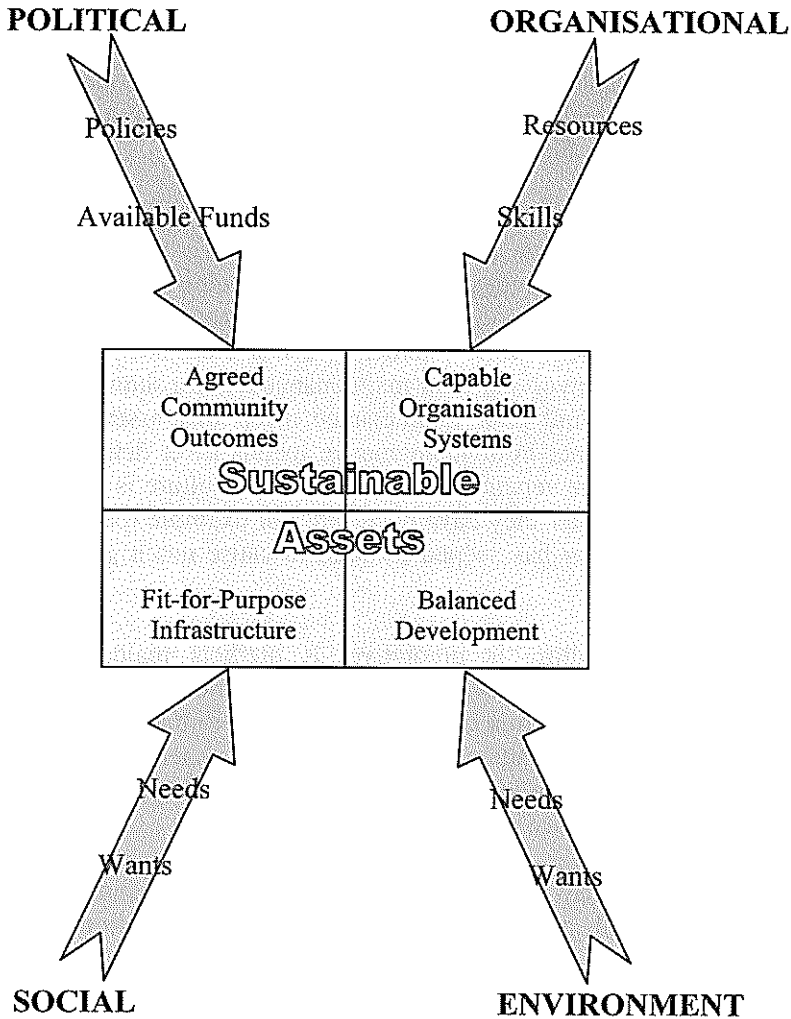 POLITICAL
ORGANISATIONAL
Policies
Resources
Available Funds
Skills
Agreed
Community
Outcomes
Capable
Organisation
Systems
Sustainable
Assets
Fit-for-Purpose
Infrastructure
Balanced
Development
Needs
Needs
Wants
Wants
SOCIAL
ENVIRONMENT